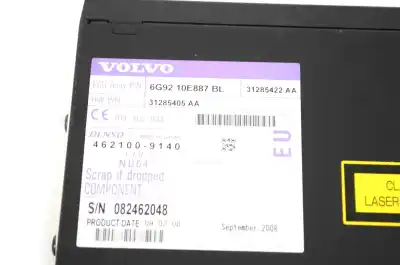 VOLVO
6G92 10E887 BL 31285422 AA
31285405 AA
CE
DENSO
462100-9140
EU
Scrap if dropped
COMPONENT
S/N 082462048
PRODUCT-DATE
September 2008
CL
LASER